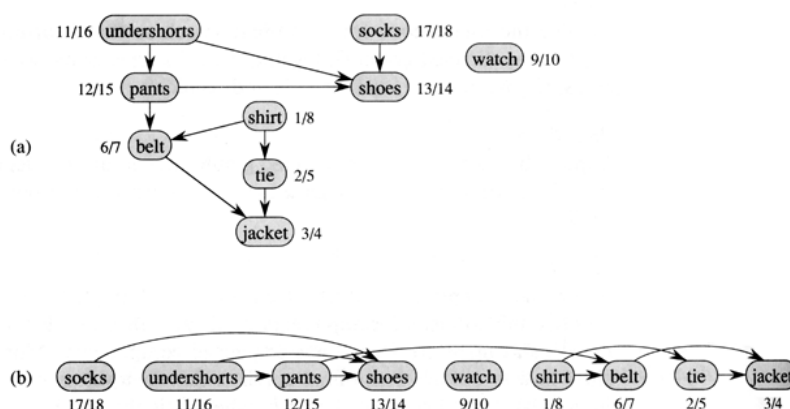 11/16 undershorts socks 17/18
watch 9/10
12/15 pants shoes 13/14
shirt 1/8
(a) 6/7 belt
tie 2/5
jacket 3/4
(b) socks undershorts pants shoes watch shirt belt tie jacket
17/18 11/16 12/15 13/14 9/10 1/8 6/7 2/5 3/4